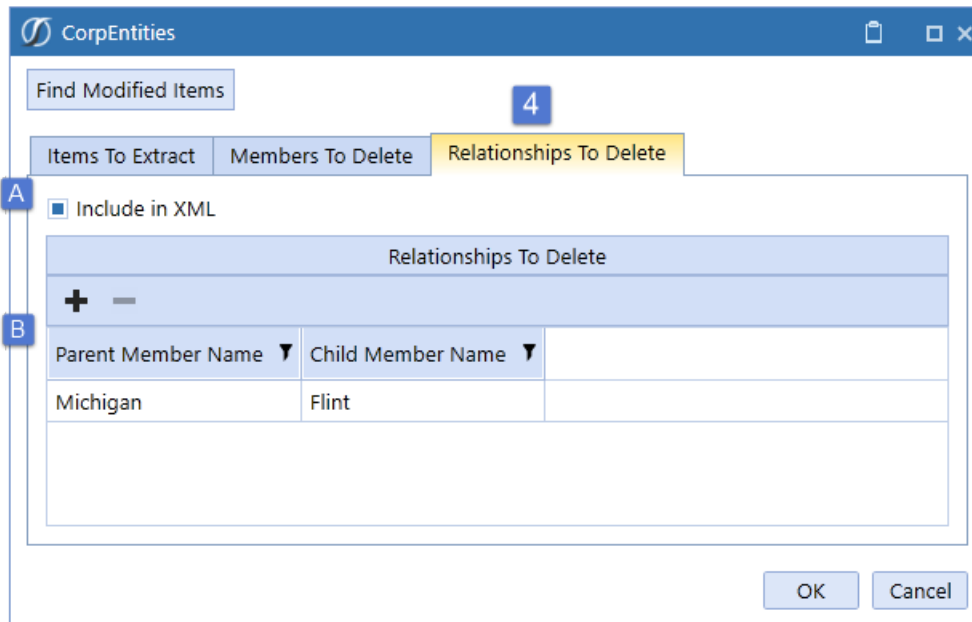 CorpEntities
Find Modified Items
4
Items To Extract Members To Delete Relationships To Delete
A
Include in XML
Relationships To Delete
B
Parent Member Name Child Member Name
Michigan Flint
OK Cancel